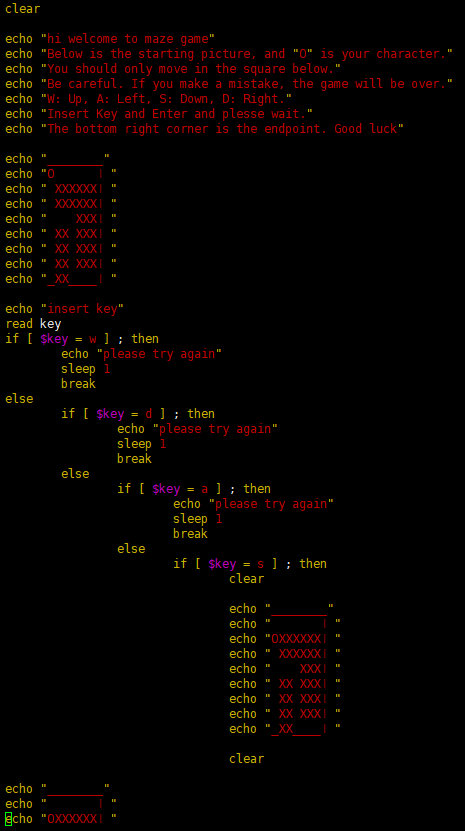 clear

echo "hi welcome to maze game"
echo "Below is the starting picture, and "O" is your character."
echo "You should only move in the square below."
echo "Be careful. If you make a mistake, the game will be over."
echo "W: Up, A: Left, S: Down, D: Right."
echo "Insert Key and Enter and plesse wait."
echo "The bottom right corner is the endpoint. Good luck"

echo "________"
echo "O      | "
echo " XXXXXX| "
echo " XXXXXX| "
echo "    XXX| "
echo " XX XXX| "
echo " XX XXX| "
echo " XX XXX| "
echo "_XX____| "

echo "insert key"
read key
if [ $key = w ] ; then
        echo "please try again"
        sleep 1
        break
else
        if [ $key = d ] ; then
                echo "please try again"
                sleep 1
                break
        else
                if [ $key = a ] ; then
                        echo "please try again"
                        sleep 1
                        break
                else
                        if [ $key = s ] ; then
                                clear

                                echo "________"
                                echo "       | "
                                echo "OXXXXXX| "
                                echo " XXXXXX| "
                                echo "    XXX| "
                                echo " XX XXX| "
                                echo " XX XXX| "
                                echo " XX XXX| "
                                echo "_XX____| "

                                clear

echo "________"
echo "       | "
echo "OXXXXXX| "